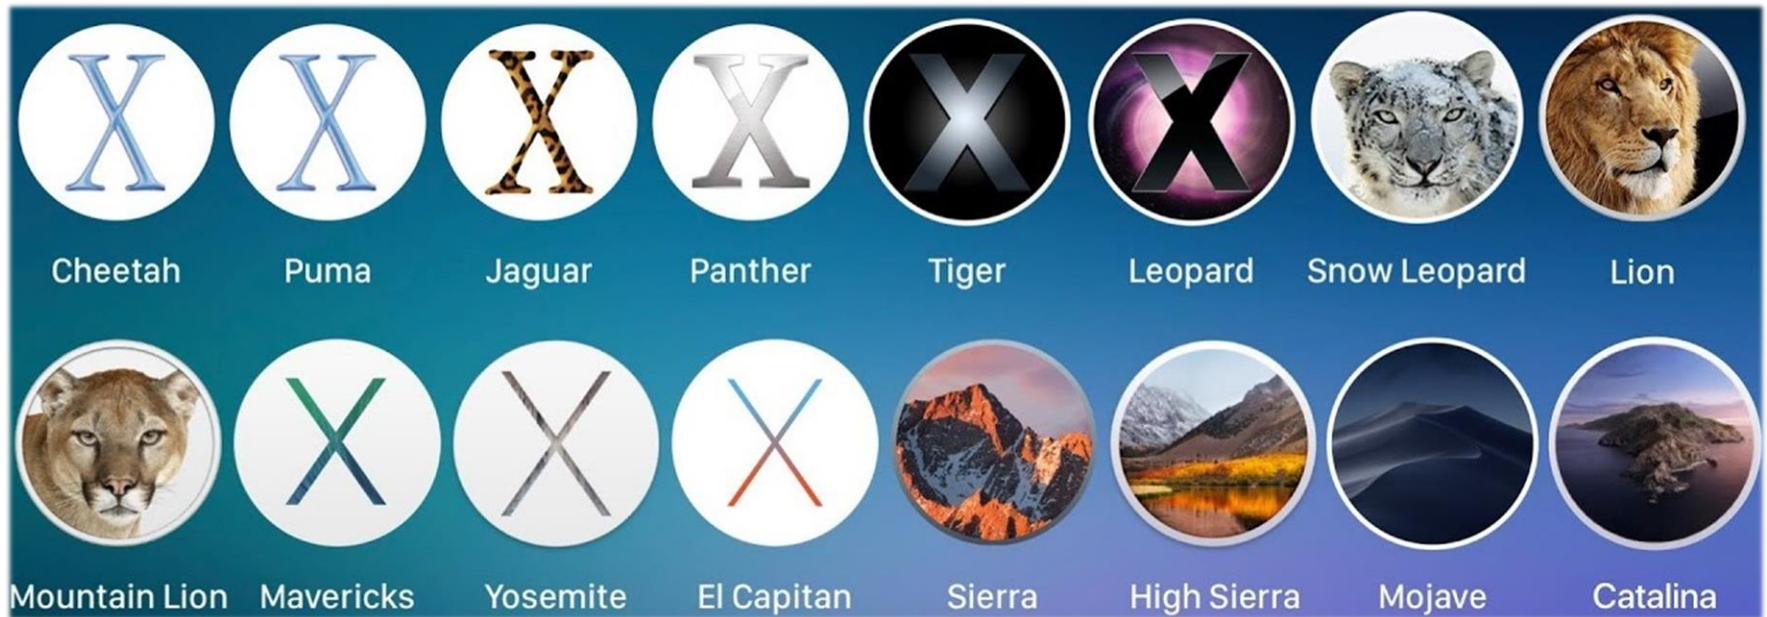 X X X X X X
Cheetah Puma Jaguar Panther Tiger Leopard Snow Leopard Lion
X X X
Mountain Lion Mavericks Yosemite El Capitan Sierra High Sierra Mojave Catalina